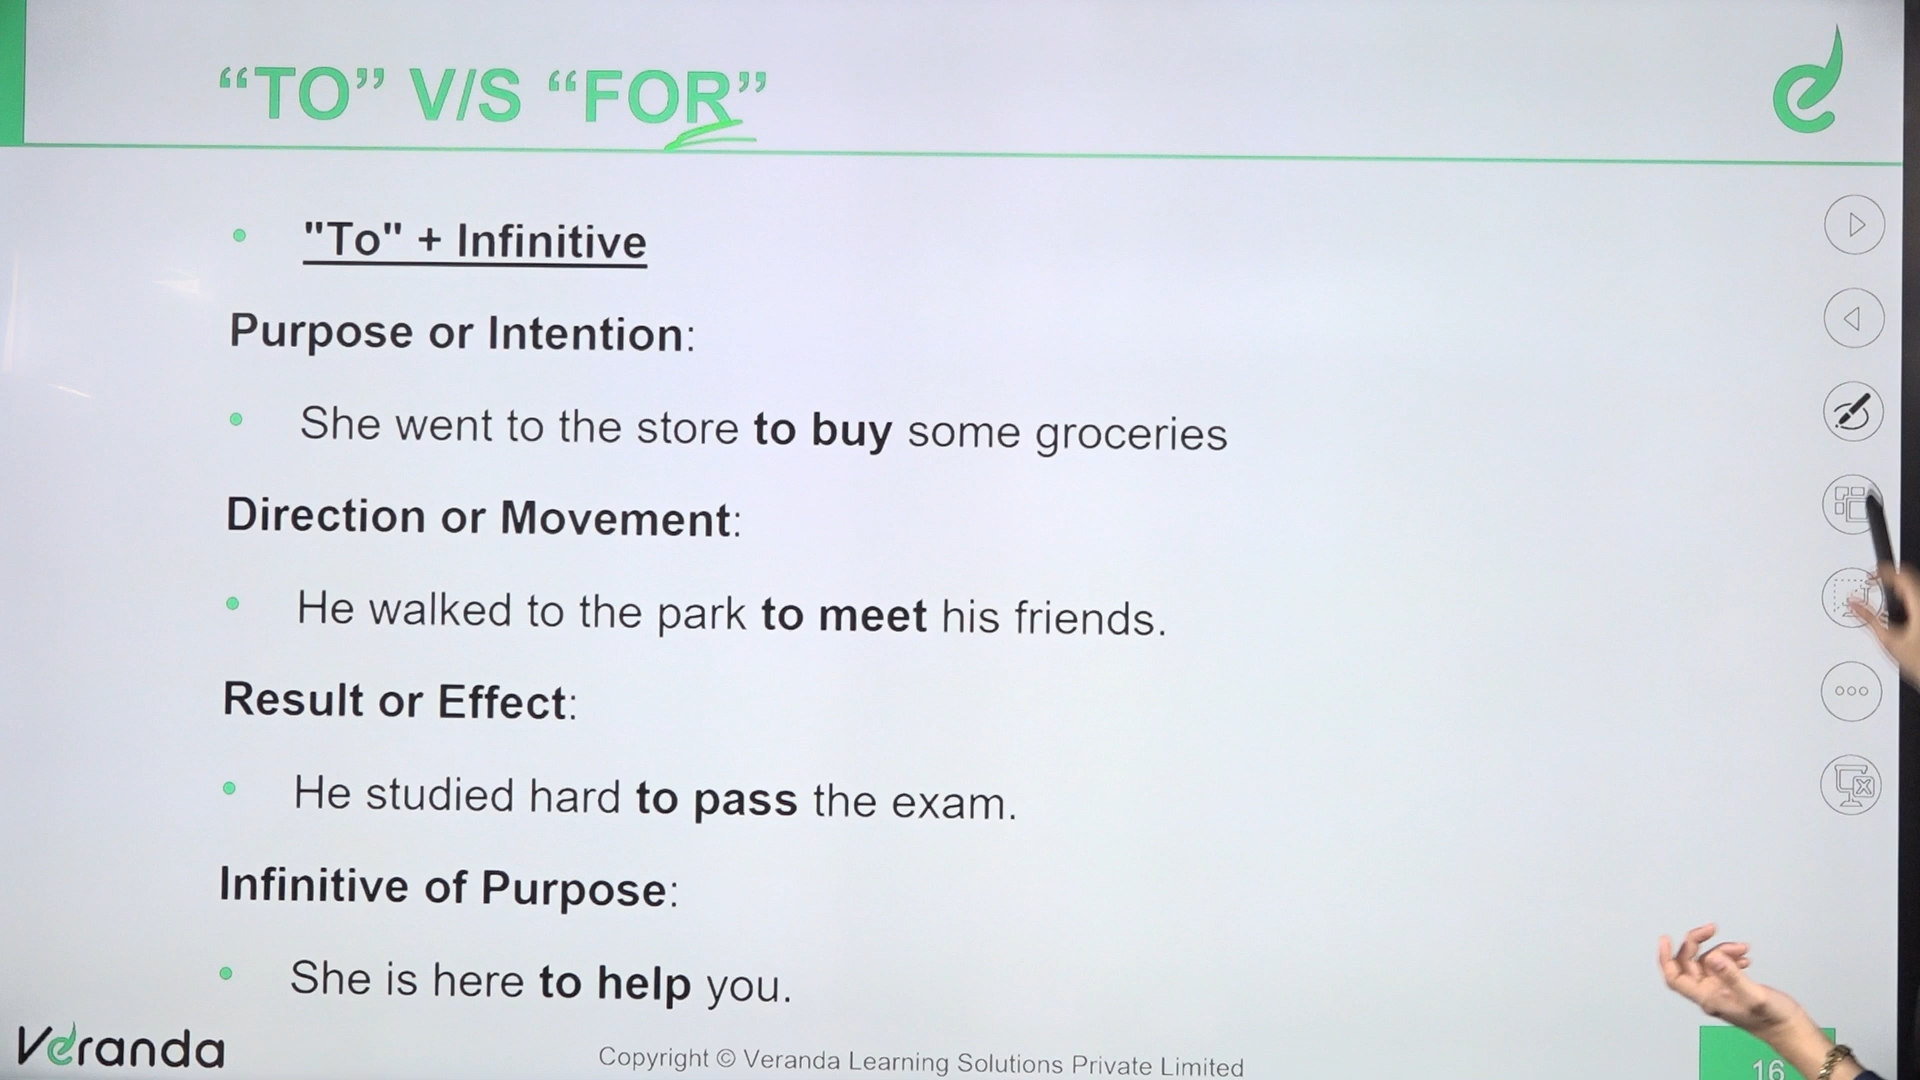 “TO” V/S “FOR”
"To" + Infinitive
Purpose or Intention:
She went to the store to buy some groceries
Direction or Movement:
He walked to the park to meet his friends.
Result or Effect:
He studied hard to pass the exam.
Infinitive of Purpose:
She is here to help you.
Veranda
Copyright © Veranda Learning Solutions Private Limited
16